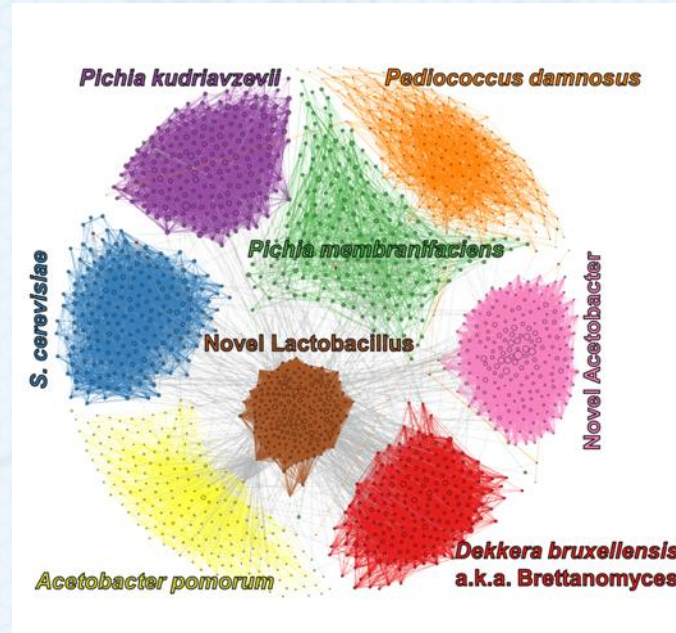 Pichia kudriavzevii
Pediococcus damnosus
Pichia membranifaciens
S. cerevisiae
Novel Acetobacter
Novel Lactobacillus
Dekkera bruxellensis
a.k.a. Brettanomyces
Acetobacter pomorum